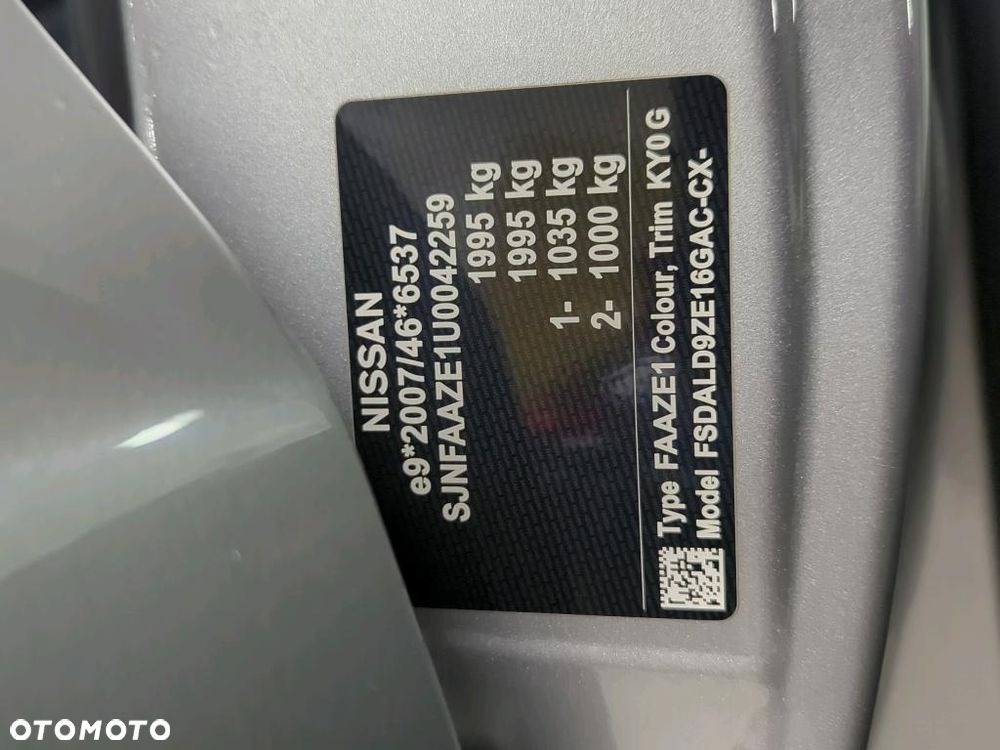 NISSAN
e9*2007/46*6537
SJNFAAZE1U0042259
1995 kg
1995 kg
1- 1035 kg
2- 1000 kg
Type FAAZE1 Colour, Trim KY0 G
Model FSDALD9ZE16GAC-CX-
OTOMOTO